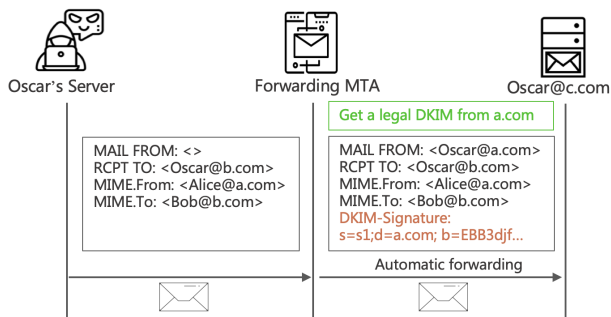 Oscar's Server
Forwarding MTA
Oscar@c.com
Get a legal DKIM from a.com
MAIL FROM: <>
RCPT TO: <Oscar@b.com>
MIME.From: <Alice@a.com>
MIME.To: <Bob@b.com>
MAIL FROM: <Oscar@a.com>
RCPT TO: <Oscar@b.com>
MIME.From: <Alice@a.com>
MIME.To: <Bob@b.com>
DKIM-Signature:
s=s1;d=a.com; b=EBB3djf...
Automatic forwarding